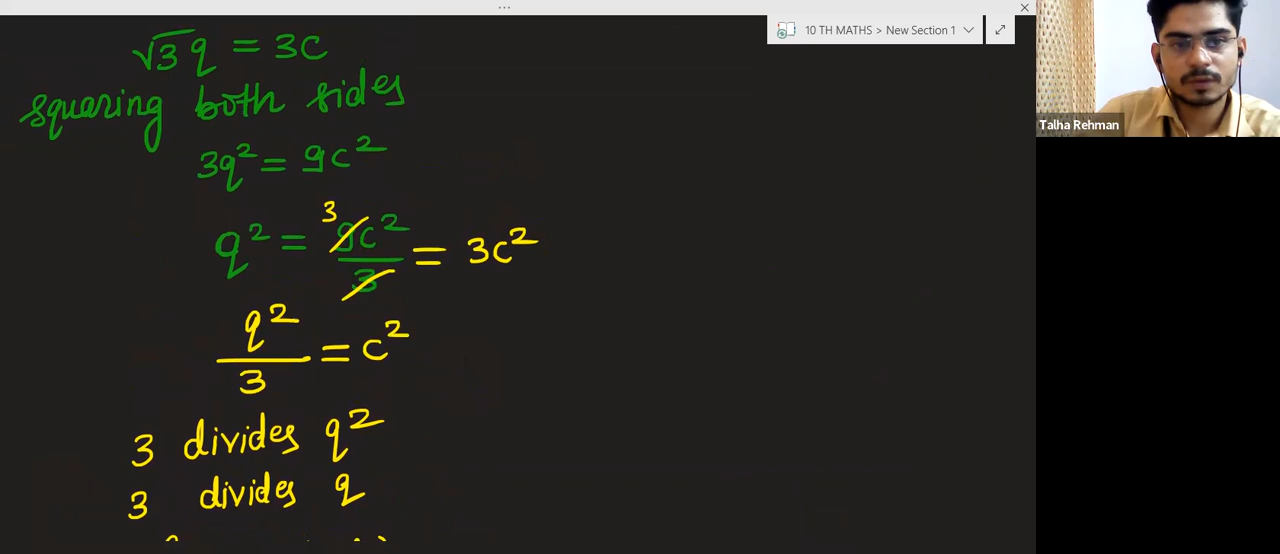 10 TH MATHS > New Section 1
Talha Rehman
√3q = 3c
squaring both sides
3q² = 9c²
q² = 3 9c²/3 = 3c²
q²/3 = c²
3 divides q²
3 divides q